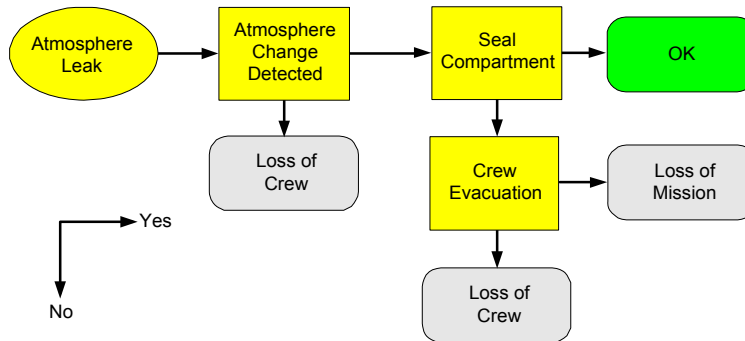 Atmosphere
Leak
Atmosphere
Change
Detected
Seal
Compartment
OK
Loss of
Crew
Crew
Evacuation
Loss of
Mission
Yes
No
Loss of
Crew